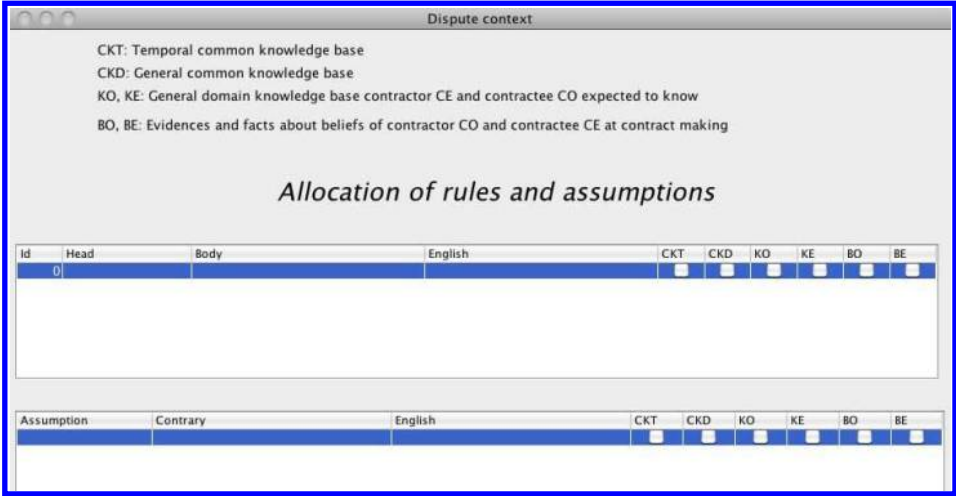 Dispute context
CKT: Temporal common knowledge base
CKD: General common knowledge base
KO, KE: General domain knowledge base contractor CE and contractee CO expected to know
BO, BE: Evidences and facts about beliefs of contractor CO and contractee CE at contract making
Allocation of rules and assumptions
Id Head Body English CKT CKD KO KE BO BE
0
Assumption Contrary English CKT CKD KO KE BO BE